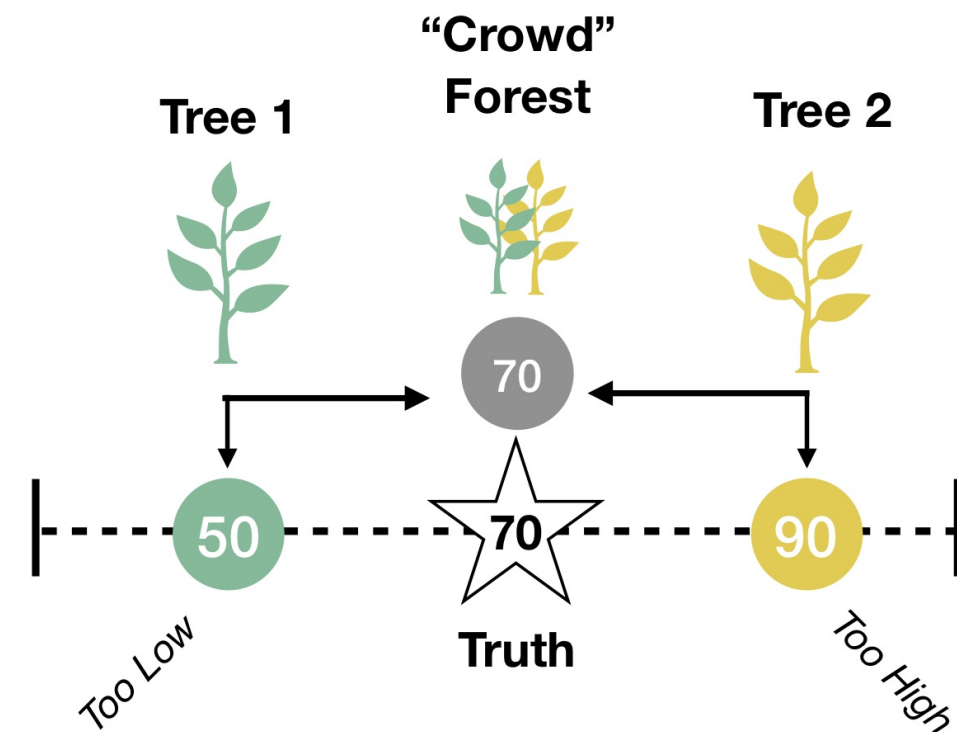 “Crowd”
Forest
Tree 1
Tree 2
70
50
70
90
Too Low
Truth
Too High